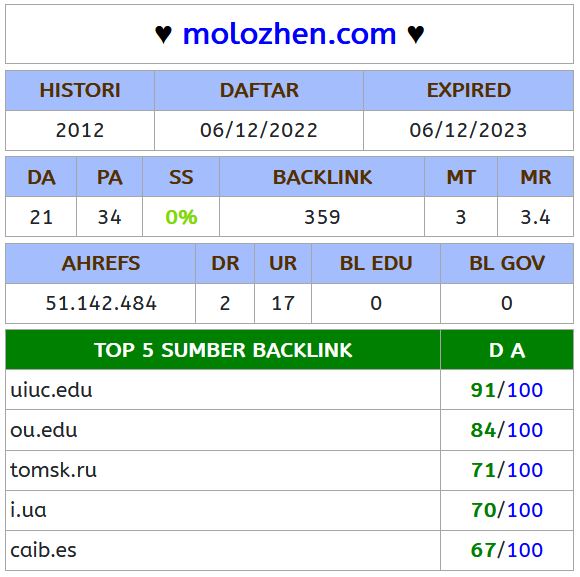 ♥ molozhen.com ♥
HISTORI DAFTAR EXPIRED
2012 06/12/2022 06/12/2023
DA PA SS BACKLINK MT MR
21 34 0% 359 3 3.4
AHREFS DR UR BL EDU BL GOV
51.142.484 2 17 0 0
TOP 5 SUMBER BACKLINK D A
uiuc.edu 91/100
ou.edu 84/100
tomsk.ru 71/100
i.ua 70/100
caib.es 67/100